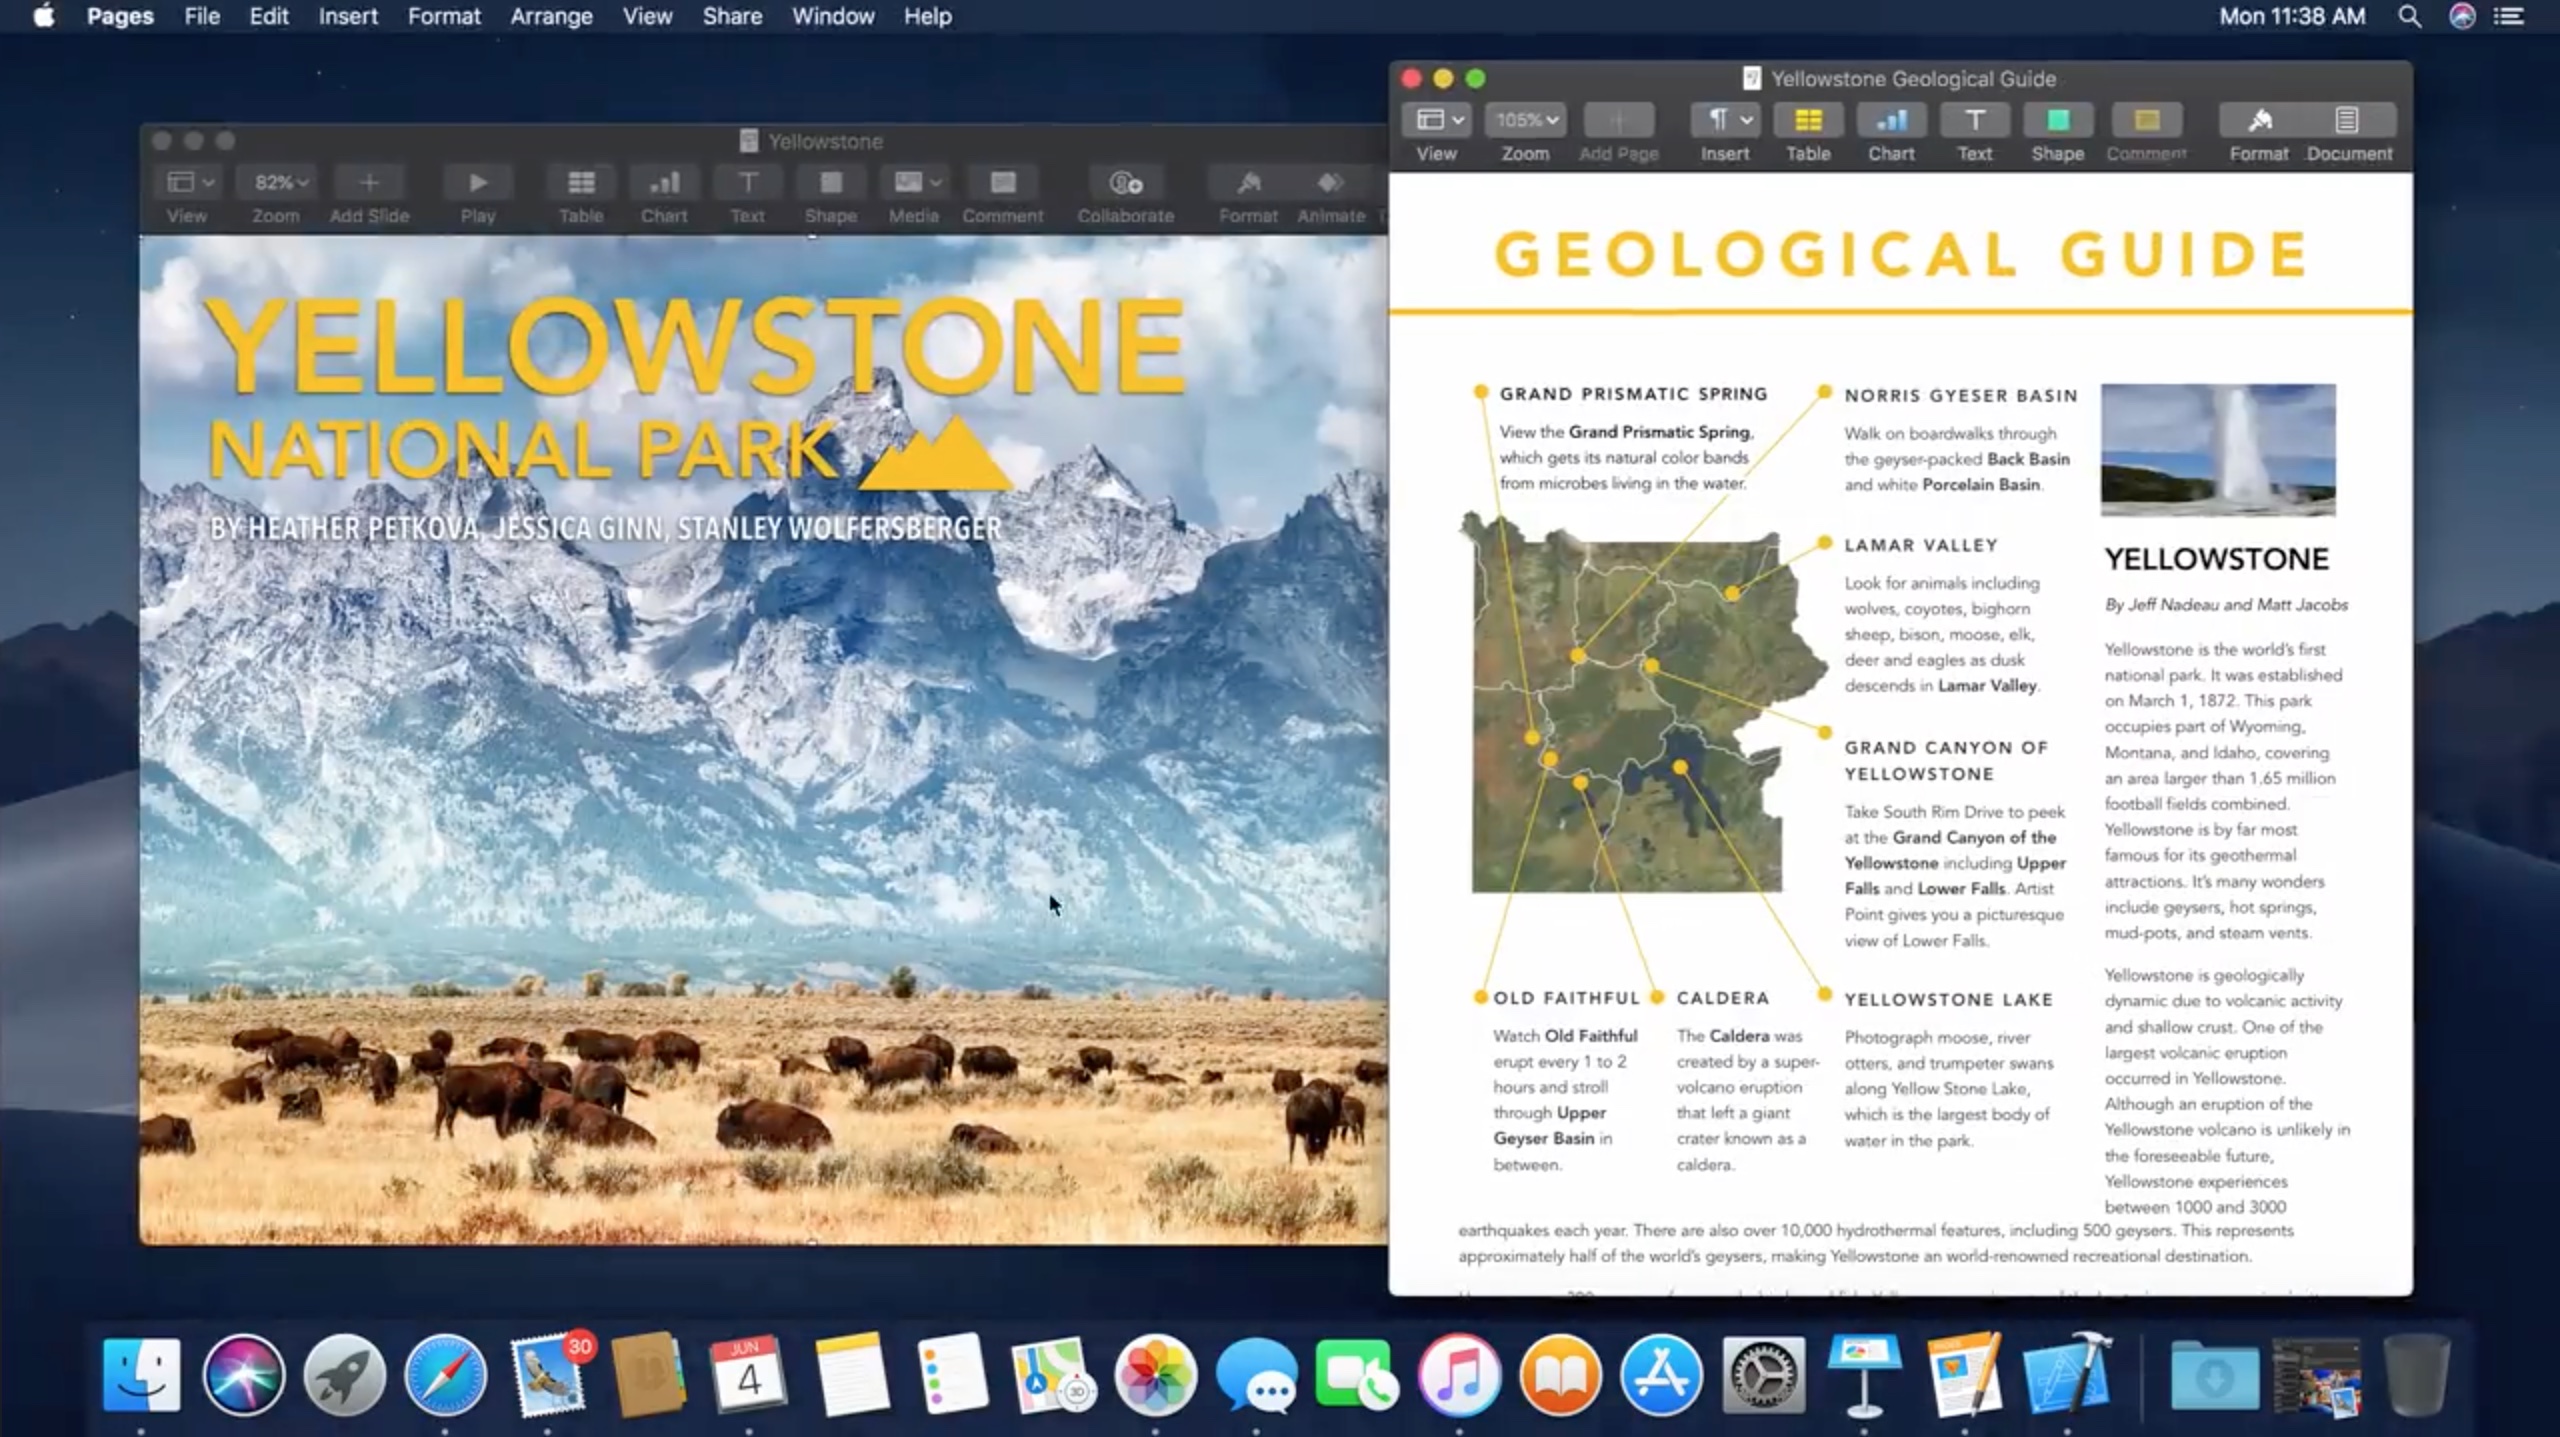 Pages File Edit Insert Format Arrange View Share Window Help
Mon 11:38 AM
Yellowstone
82%
View Zoom Add Slide Play Table Chart Text Shape Media Comment Collaborate Format Animate
YELLOWSTONE
NATIONAL PARK
BY HEATHER PETKOVA, JESSICA GINN, STANLEY WOLFERSBERGER
Yellowstone Geological Guide
105%
View Zoom Add Page Insert Table Chart Text Shape Comment Format Document
GEOLOGICAL GUIDE
GRAND PRISMATIC SPRING
View the Grand Prismatic Spring,
which gets its natural color bands
from microbes living in the water.
NORRIS GYESER BASIN
Walk on boardwalks through
the geyser-packed Back Basin
and white Porcelain Basin.
LAMAR VALLEY
Look for animals including
wolves, coyotes, bighorn
sheep, bison, moose, elk,
deer and eagles as dusk
descends in Lamar Valley.
GRAND CANYON OF
YELLOWSTONE
Take South Rim Drive to peek
at the Grand Canyon of the
Yellowstone including Upper
Falls and Lower Falls. Artist
Point gives you a picturesque
view of Lower Falls.
OLD FAITHFUL
Watch Old Faithful
erupt every 1 to 2
hours and stroll
through Upper
Geyser Basin in
between.
CALDERA
The Caldera was
created by a super-
volcano eruption
that left a giant
crater known as a
caldera.
YELLOWSTONE LAKE
Photograph moose, river
otters, and trumpeter swans
along Yellow Stone Lake,
which is the largest body of
water in the park.
YELLOWSTONE
By Jeff Nadeau and Matt Jacobs
Yellowstone is the world's first
national park. It was established
on March 1, 1872. This park
occupies part of Wyoming,
Montana, and Idaho, covering
an area larger than 1.65 million
football fields combined.
Yellowstone is by far most
famous for its geothermal
attractions. It's many wonders
include geysers, hot springs,
mud-pots, and steam vents.
Yellowstone is geologically
dynamic due to volcanic activity
and shallow crust. One of the
largest volcanic eruption
occurred in Yellowstone.
Although an eruption of the
Yellowstone volcano is unlikely in
the foreseeable future,
Yellowstone experiences
between 1000 and 3000
earthquakes each year. There are also over 10,000 hydrothermal features, including 500 geysers. This represents
approximately half of the world's geysers, making Yellowstone an world-renowned recreational destination.
30
JUN
4
3D
PAGES